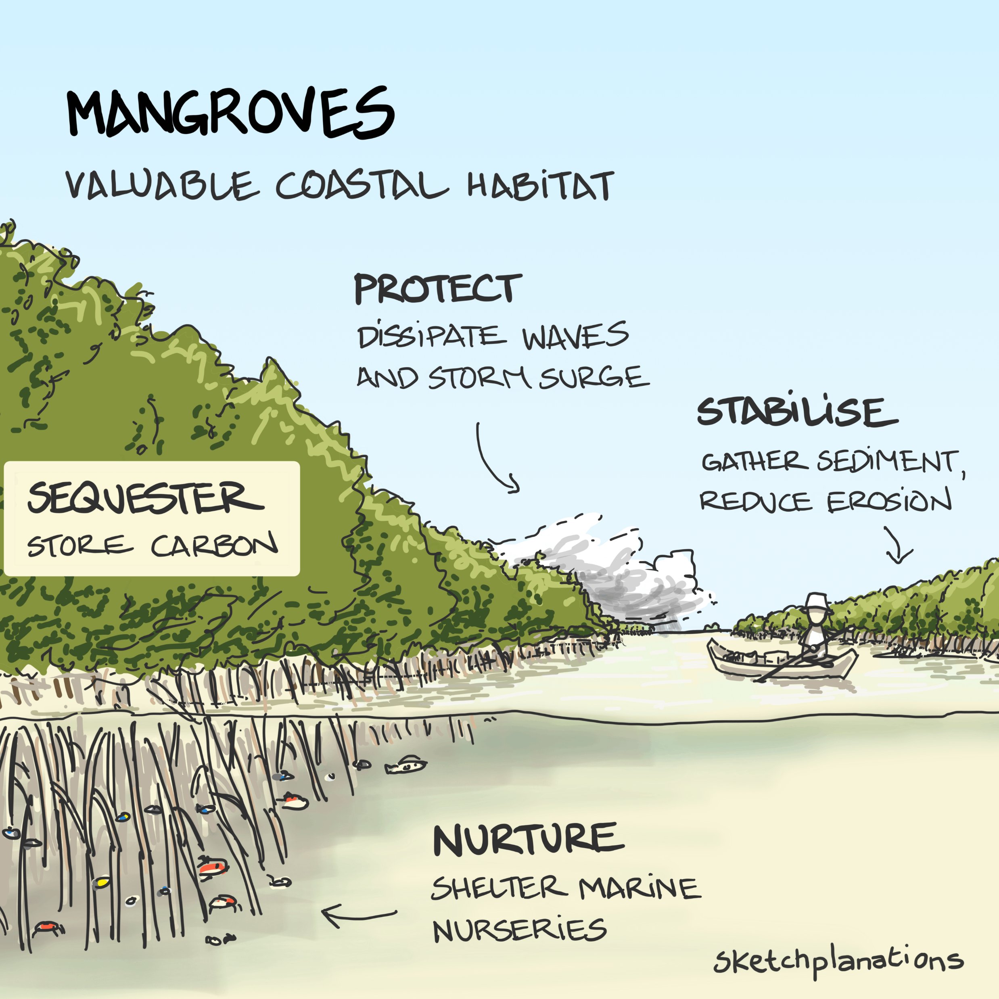 MANGROVES
VALUABLE COASTAL HABITAT
PROTECT
DISSIPATE WAVES
AND STORM SURGE
STABILISE
GATHER SEDIMENT,
REDUCE EROSION
SEQUESTER
STORE CARBON
NURTURE
SHELTER MARINE
NURSERIES
sketchplanations